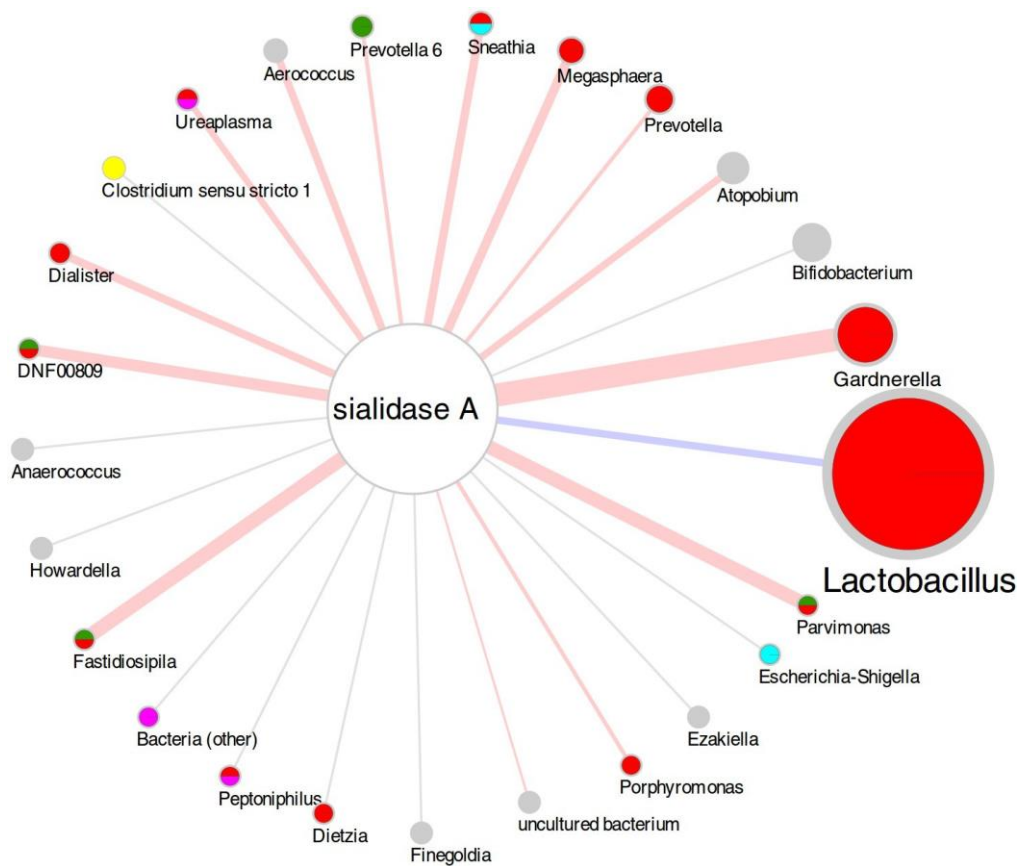 Prevotella 6
Sneathia
Aerococcus
Megasphaera
Ureaplasma
Prevotella
Clostridium sensu stricto 1
Atopobium
Bifidobacterium
Dialister
DNF00809
Gardnerella
sialidase A
Anaerococcus
Lactobacillus
Howardella
Parvimonas
Fastidiosipila
Escherichia-Shigella
Bacteria (other)
Ezakiella
Peptoniphilus
Porphyromonas
Dietzia
uncultured bacterium
Finegoldia